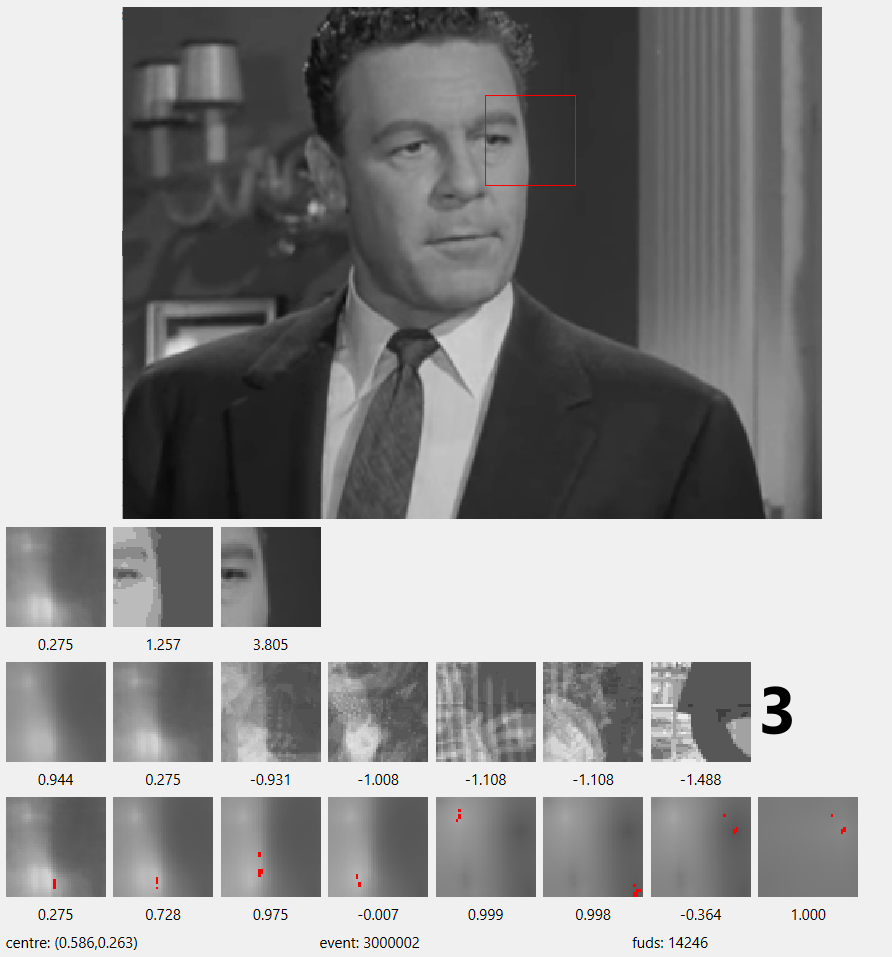 0.275 1.257 3.805
3
0.944 0.275 -0.931 -1.008 -1.108 -1.108 -1.488
0.275 0.728 0.975 -0.007 0.999 0.998 -0.364 1.000
centre: (0.586,0.263) event: 3000002 fuds: 14246